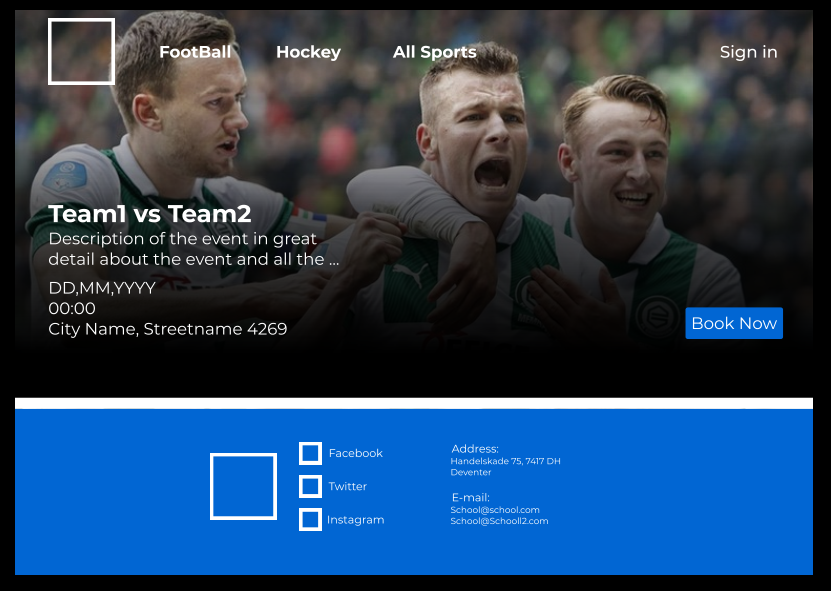 FootBall
Hockey
All Sports
Sign in
Team1 vs Team2
Description of the event in great
detail about the event and all the ...
DD,MM,YYYY
00:00
City Name, Streetname 4269
Book Now
Facebook
Twitter
Instagram
Address:
Handelskade 75, 7417 DH
Deventer
E-mail:
School@school.com
School@Schooll2.com